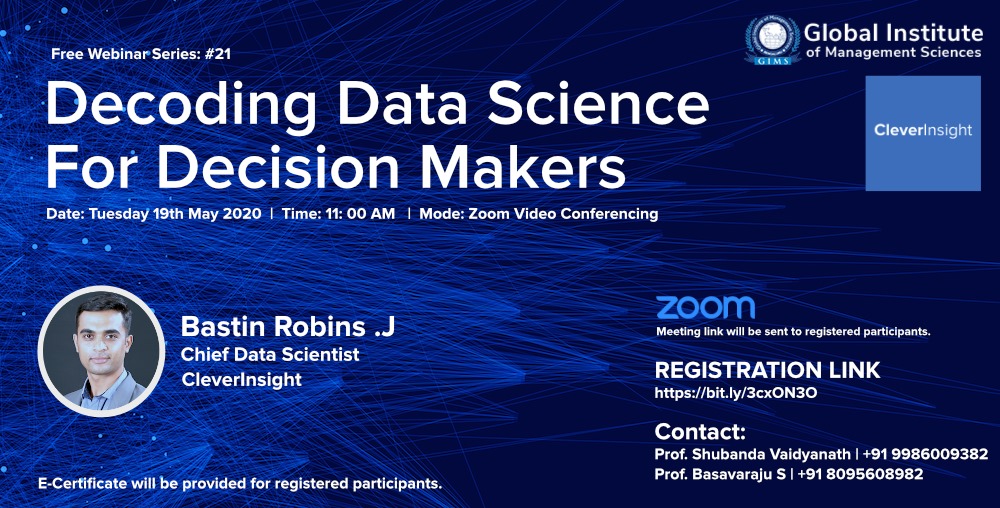 Free Webinar Series: #21
GIMS
Global Institute
of Management Sciences
Decoding Data Science
For Decision Makers
CleverInsight
Date: Tuesday 19th May 2020 | Time: 11: 00 AM | Mode: Zoom Video Conferencing
Bastin Robins .J
Chief Data Scientist
CleverInsight
zoom
Meeting link will be sent to registered participants.
REGISTRATION LINK
https://bit.ly/3cxON3O
Contact:
Prof. Shubanda Vaidyanath | +91 9986009382
Prof. Basavaraju S | +91 8095608982
E-Certificate will be provided for registered participants.